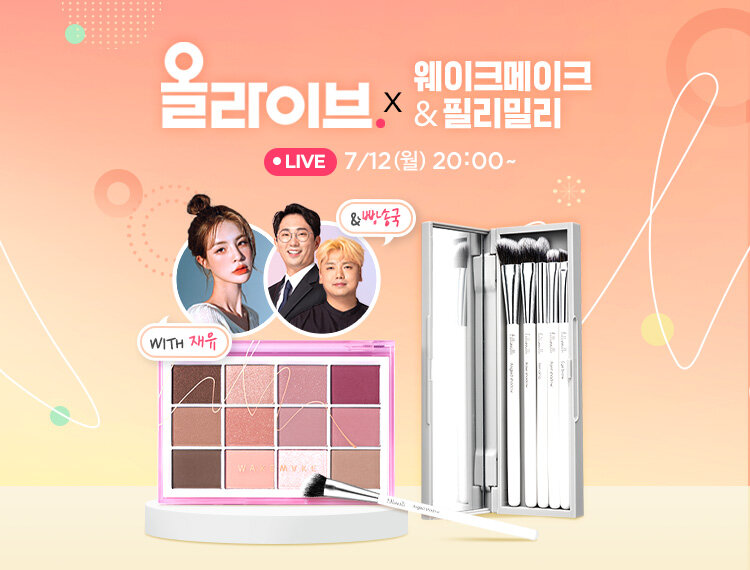 올라이브. X 웨이크메이크
&필리밀리
LIVE 7/12(월) 20:00~
&빵송국
WITH 재유
WAKEMAKE
fillimilli